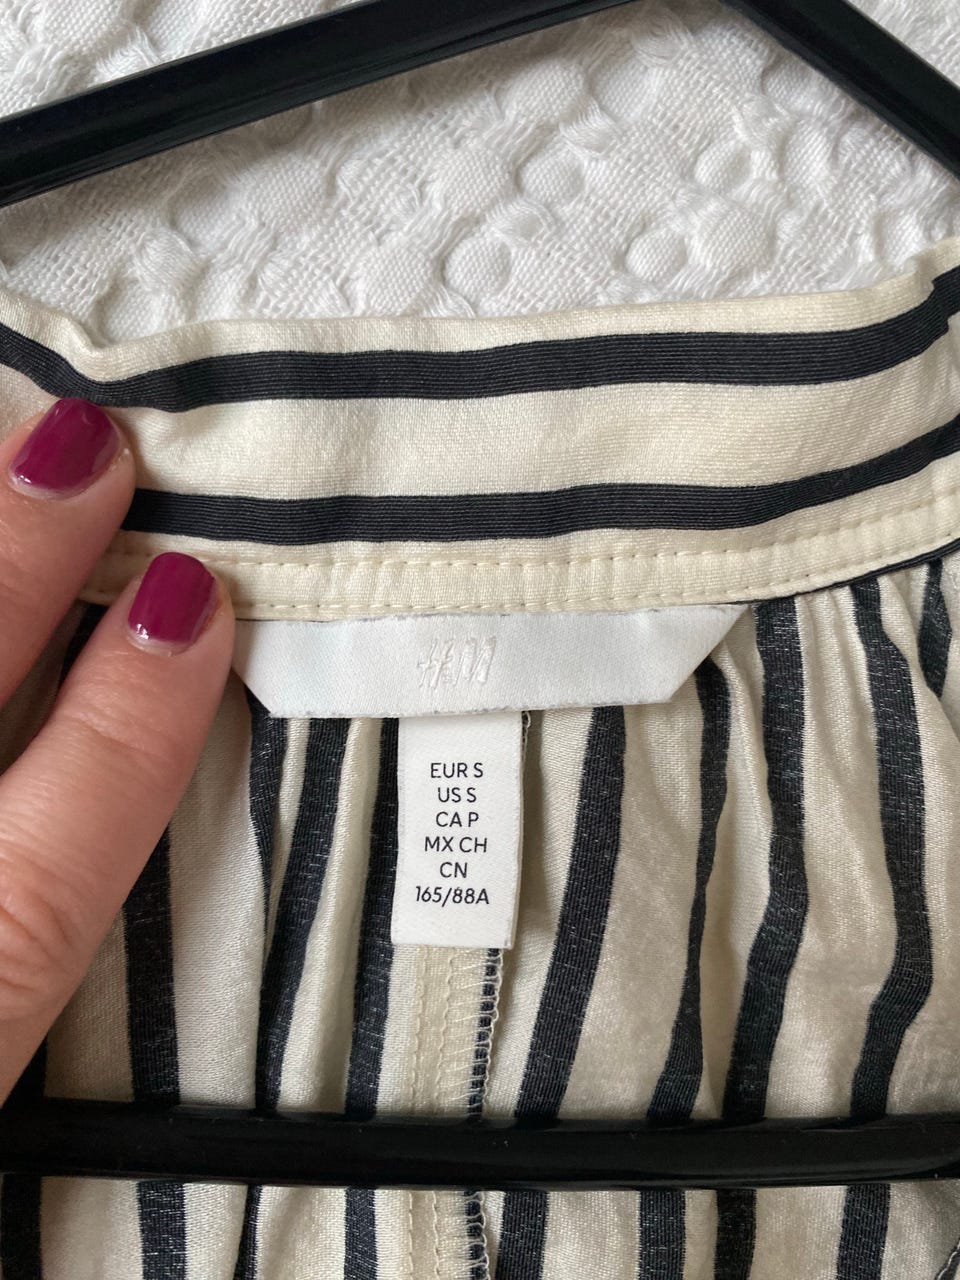 H&M
EUR S
US S
CA P
MX CH
CN
165/88A